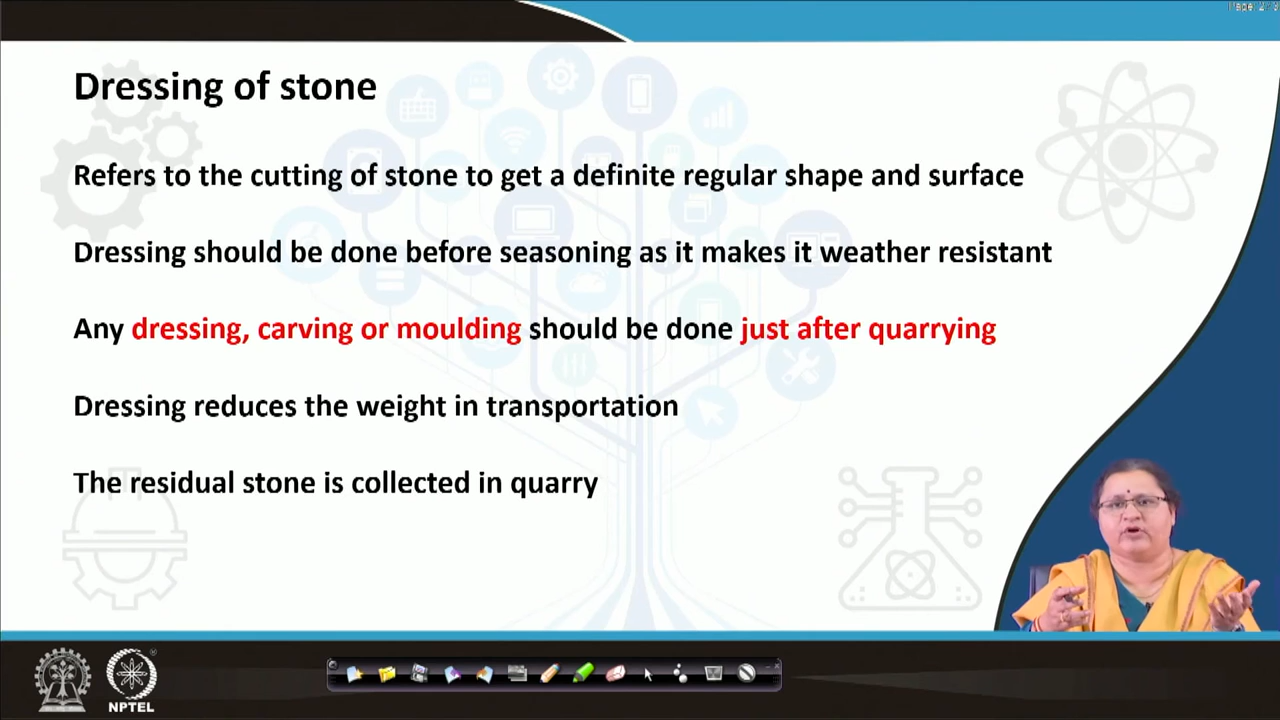 Dressing of stone
Refers to the cutting of stone to get a definite regular shape and surface
Dressing should be done before seasoning as it makes it weather resistant
Any dressing, carving or moulding should be done just after quarrying
Dressing reduces the weight in transportation
The residual stone is collected in quarry
NPTEL